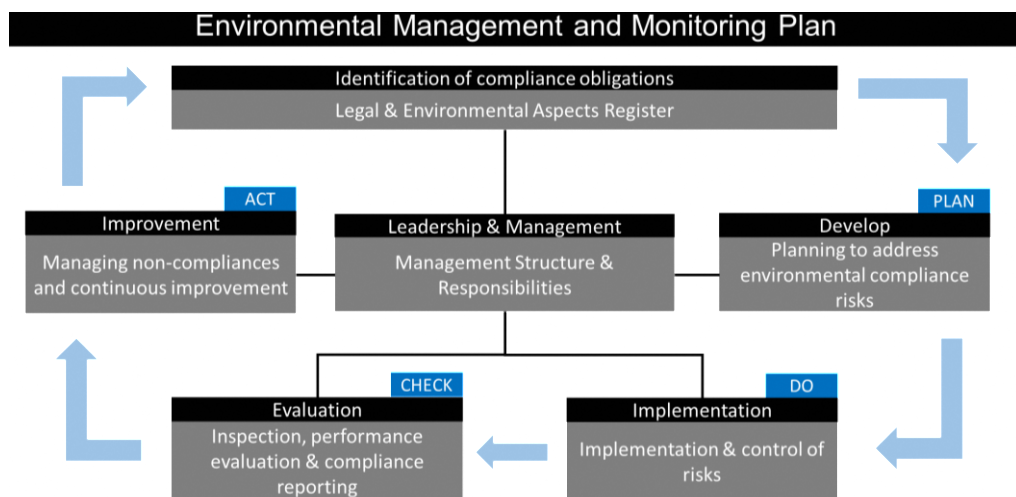 Environmental Management and Monitoring Plan
Identification of compliance obligations
Legal & Environmental Aspects Register
ACT
Improvement
Managing non-compliances
and continuous improvement
Leadership & Management
Management Structure &
Responsibilities
PLAN
Develop
Planning to address
environmental compliance
risks
CHECK
Evaluation
Inspection, performance
evaluation & compliance
reporting
DO
Implementation
Implementation & control of
risks